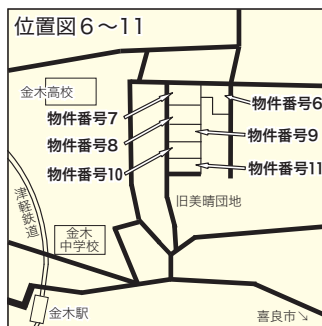 位置図6〜11
金木高校
物件番号6
物件番号7
物件番号8
物件番号9
物件番号10
物件番号11
旧美晴団地
津軽鉄道
金木
中学校
金木駅
喜良市↘